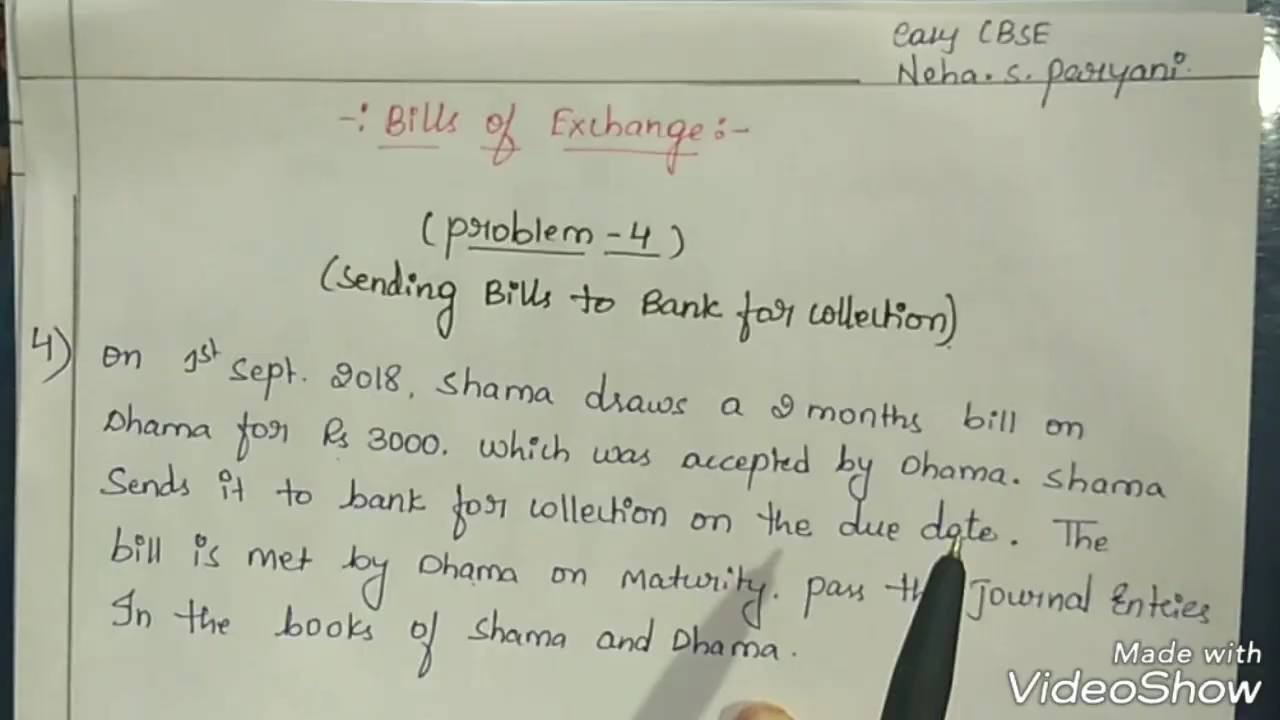 easy CBSE
Neha. S. Paryani.
-: Bills of Exchange :-
(problem - 4)
(Sending Bills to Bank for collection)
4) On 1st Sept. 2018, Shama draws a 2 months bill on
Dhama for Rs 3000. which was accepted by Dhama. Shama
Sends it to bank for collection on the due date. The
bill is met by Dhama on Maturity. pass the Journal Entries
In the books of Shama and Dhama.
Made with
VideoShow